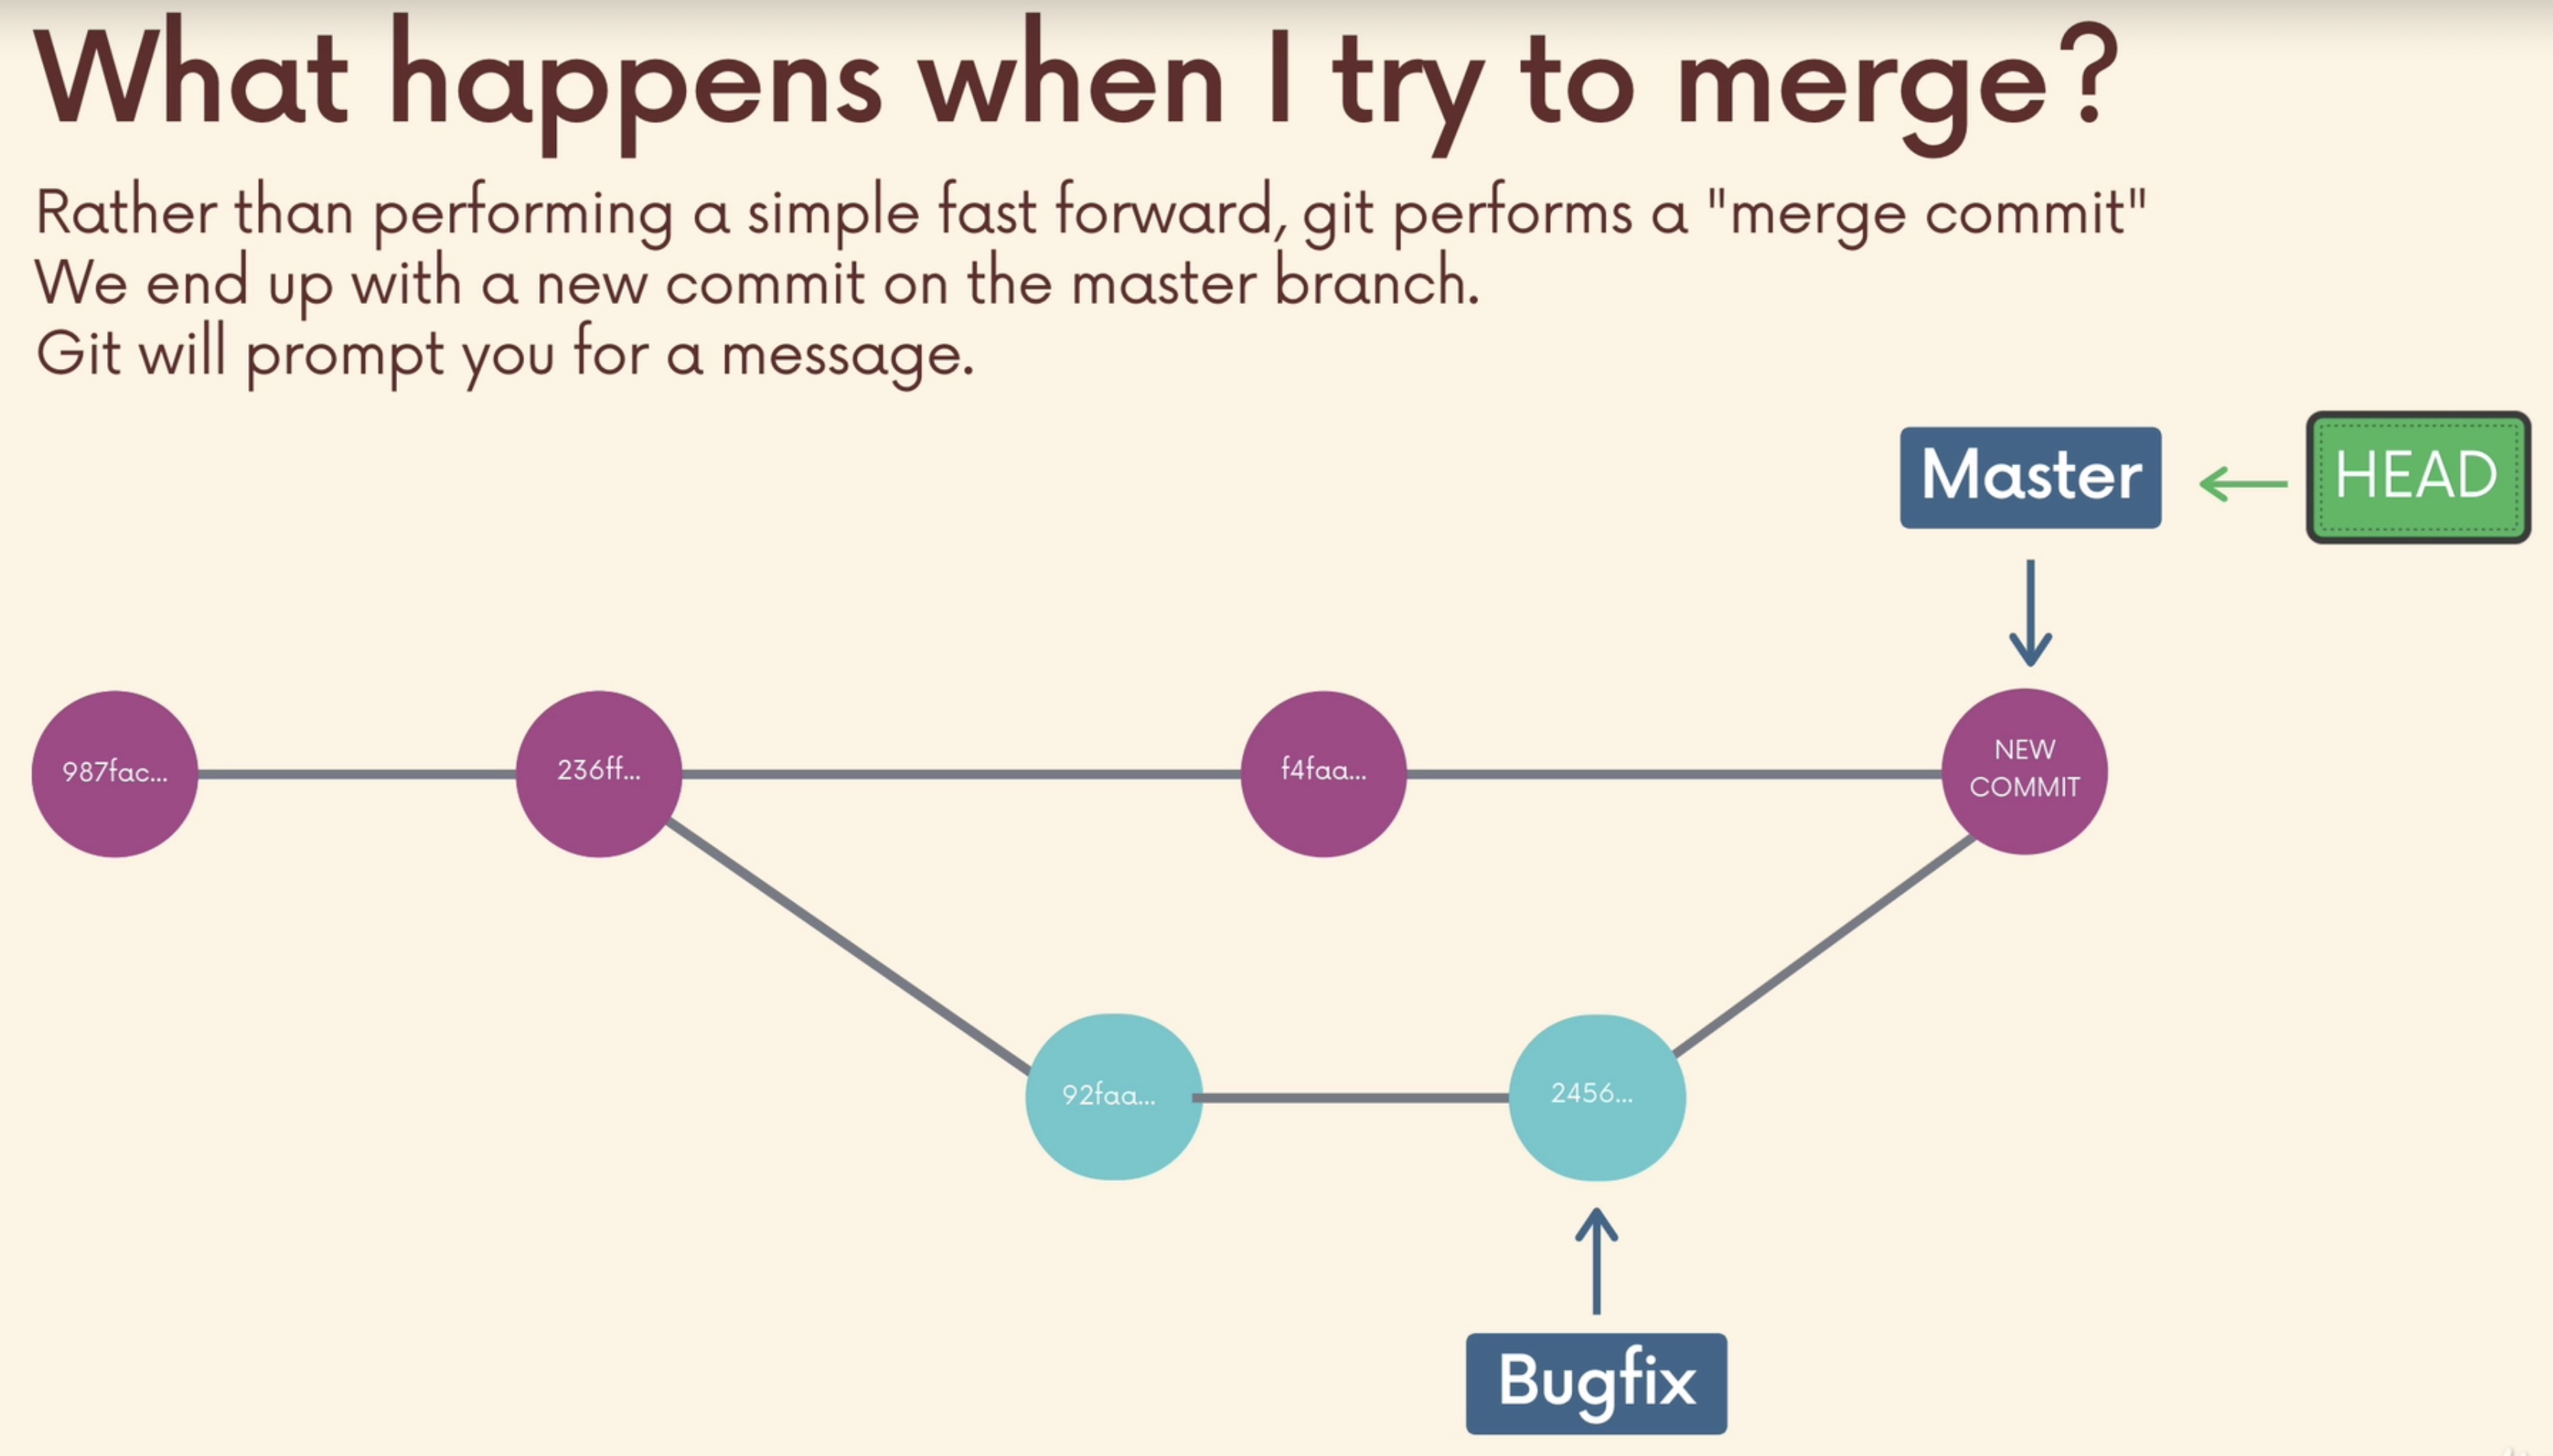 What happens when I try to merge?
Rather than performing a simple fast forward, git performs a "merge commit"
We end up with a new commit on the master branch.
Git will prompt you for a message.
Master
HEAD
987fac...
236ff...
f4faa...
NEW
COMMIT
92faa...
2456...
Bugfix